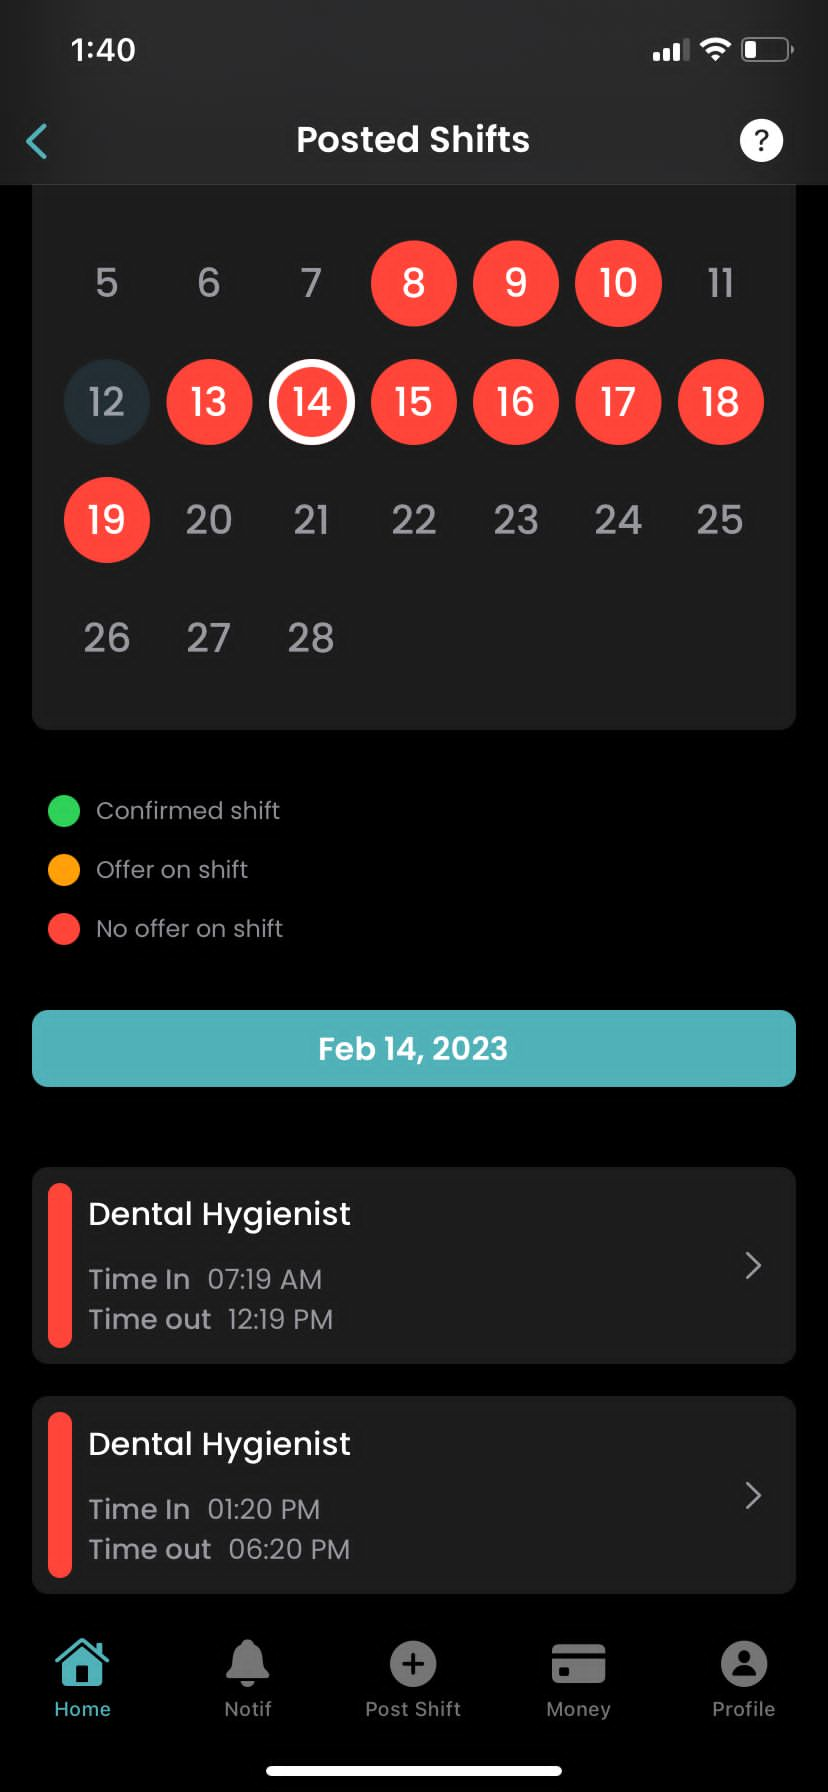 1:40
Posted Shifts ?
5 6 7 8 9 10 11
12 13 14 15 16 17 18
19 20 21 22 23 24 25
26 27 28
Confirmed shift
Offer on shift
No offer on shift
Feb 14, 2023
Dental Hygienist
Time In 07:19 AM
Time out 12:19 PM
Dental Hygienist
Time In 01:20 PM
Time out 06:20 PM
Home Notif Post Shift Money Profile